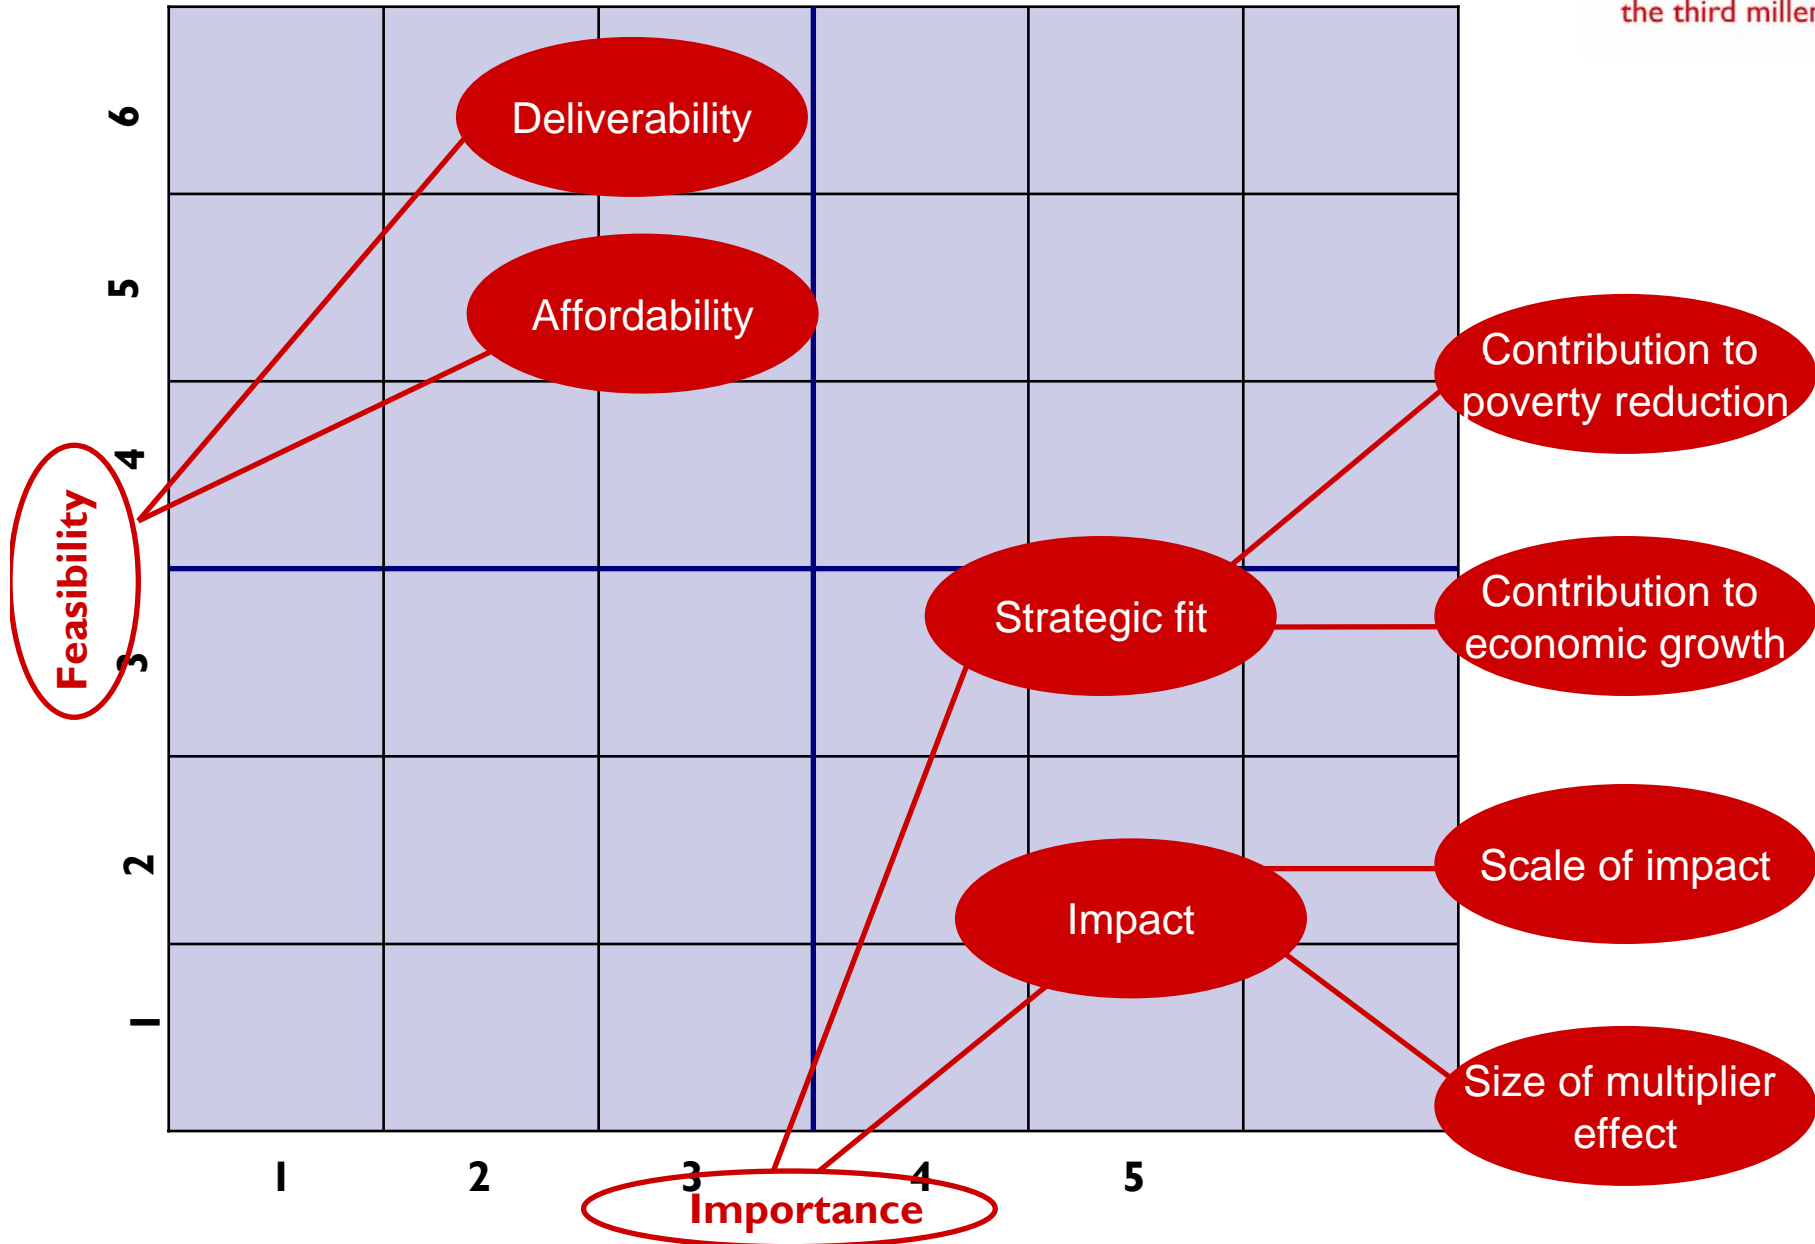 the third
6
Deliverability
5
Affordability
Contribution to
poverty reduction
4
Feasibility
3
Strategic fit
Contribution to
economic growth
2
Impact
Scale of impact
1
Size of multiplier
effect
1
2
3
4
5
Importance